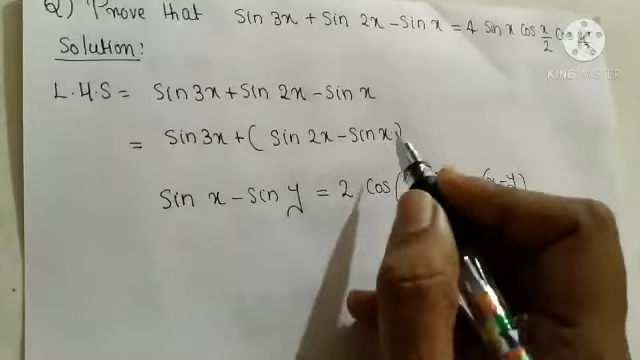 Q) Prove that Sin 3x + Sin 2x - Sin x = 4 Sin x Cos x/2
Solution:
KINEMASTER
L.H.S = Sin 3x + Sin 2x - Sin x
= Sin 3x + ( Sin 2x - Sin x )
Sin x - Sin y = 2 Cos (